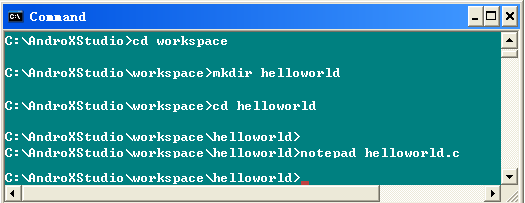 Command
C:\AndroXStudio>cd workspace
C:\AndroXStudio\workspace>mkdir helloworld
C:\AndroXStudio\workspace>cd helloworld
C:\AndroXStudio\workspace\helloworld>
C:\AndroXStudio\workspace\helloworld>notepad helloworld.c
C:\AndroXStudio\workspace\helloworld>